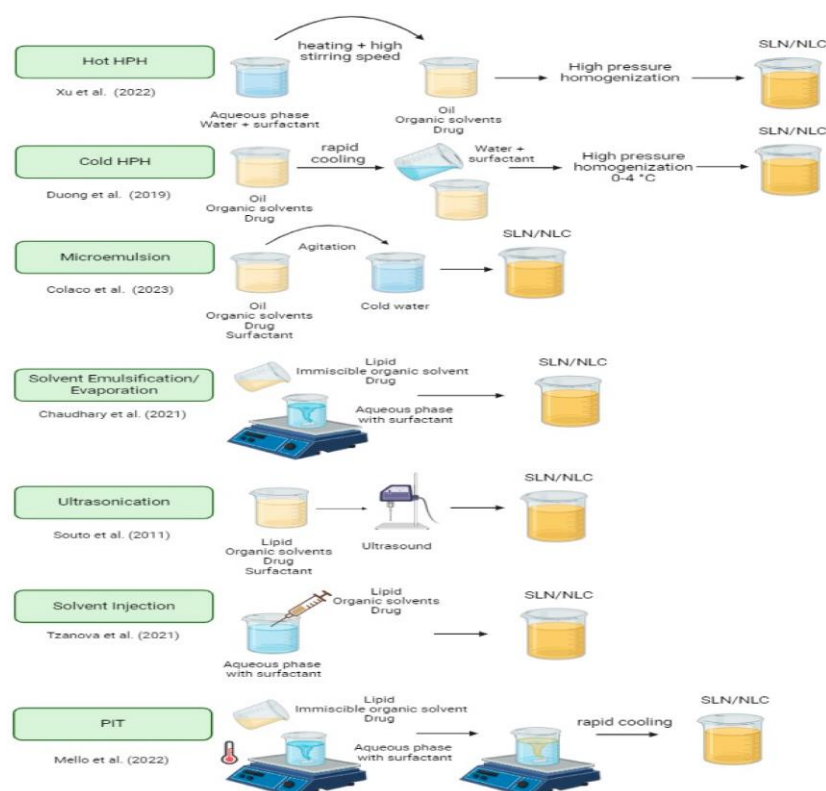 Hot HPH
Xu et al. (2022)
heating + high
stirring speed
Aqueous phase
Water + surfactant
Oil
Organic solvents
Drug
High pressure
homogenization
SLN/NLC
Cold HPH
Duong et al. (2019)
rapid
cooling
Oil
Organic solvents
Drug
Water +
surfactant
High pressure
homogenization
0-4 °C
SLN/NLC
Microemulsion
Colaco et al. (2023)
Agitation
Oil
Organic solvents
Drug
Surfactant
Cold water
SLN/NLC
Solvent Emulsification/
Evaporation
Chaudhary et al. (2021)
Lipid
Immiscible organic solvent
Drug
Aqueous phase
with surfactant
SLN/NLC
Ultrasonication
Souto et al. (2011)
Lipid
Organic solvents
Drug
Surfactant
Ultrasound
SLN/NLC
Solvent Injection
Tzanova et al. (2021)
Lipid
Organic solvents
Drug
Aqueous phase
with surfactant
SLN/NLC
PIT
Mello et al. (2022)
Lipid
Immiscible organic solvent
Drug
Aqueous phase
with surfactant
rapid cooling
SLN/NLC